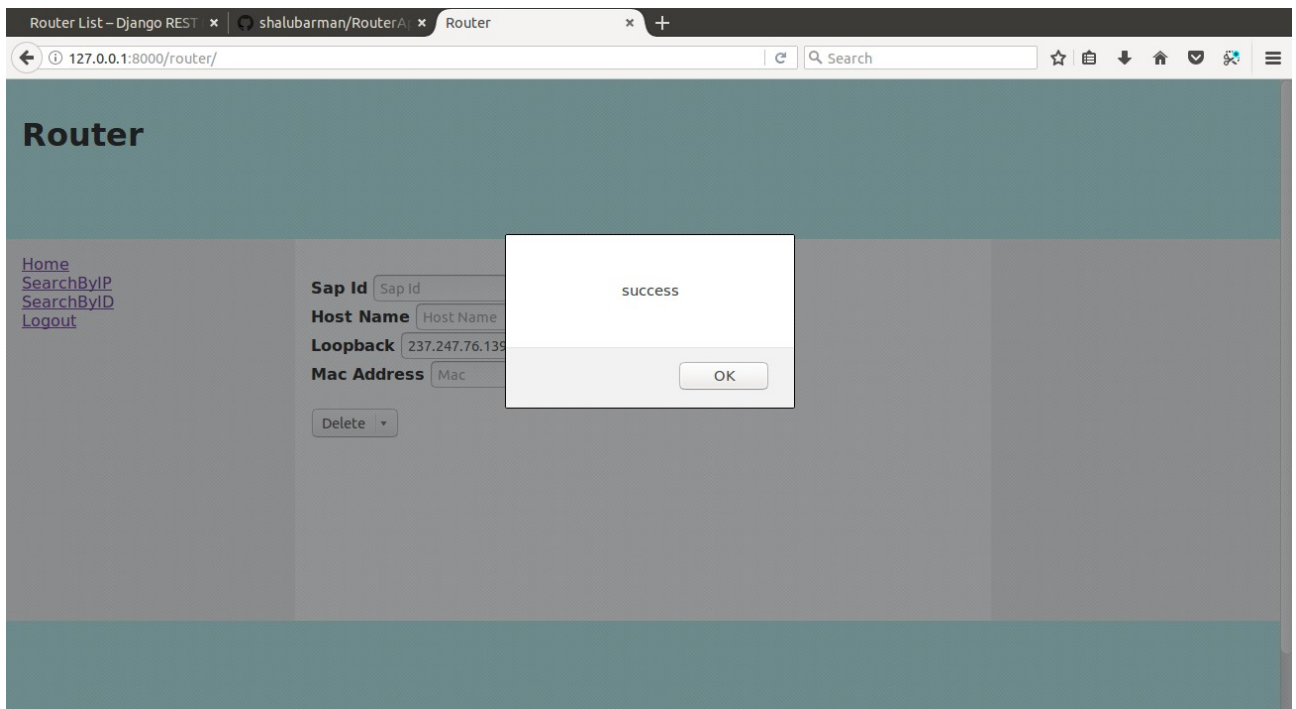 Router List – Django REST
shalubarman/RouterA
Router
127.0.0.1:8000/router/
Search
Router
Home
SearchByIP
SearchByID
Logout
Sap Id Sap Id
Host Name Host Name
Loopback 237.247.76.139
Mac Address Mac
Delete
success
OK